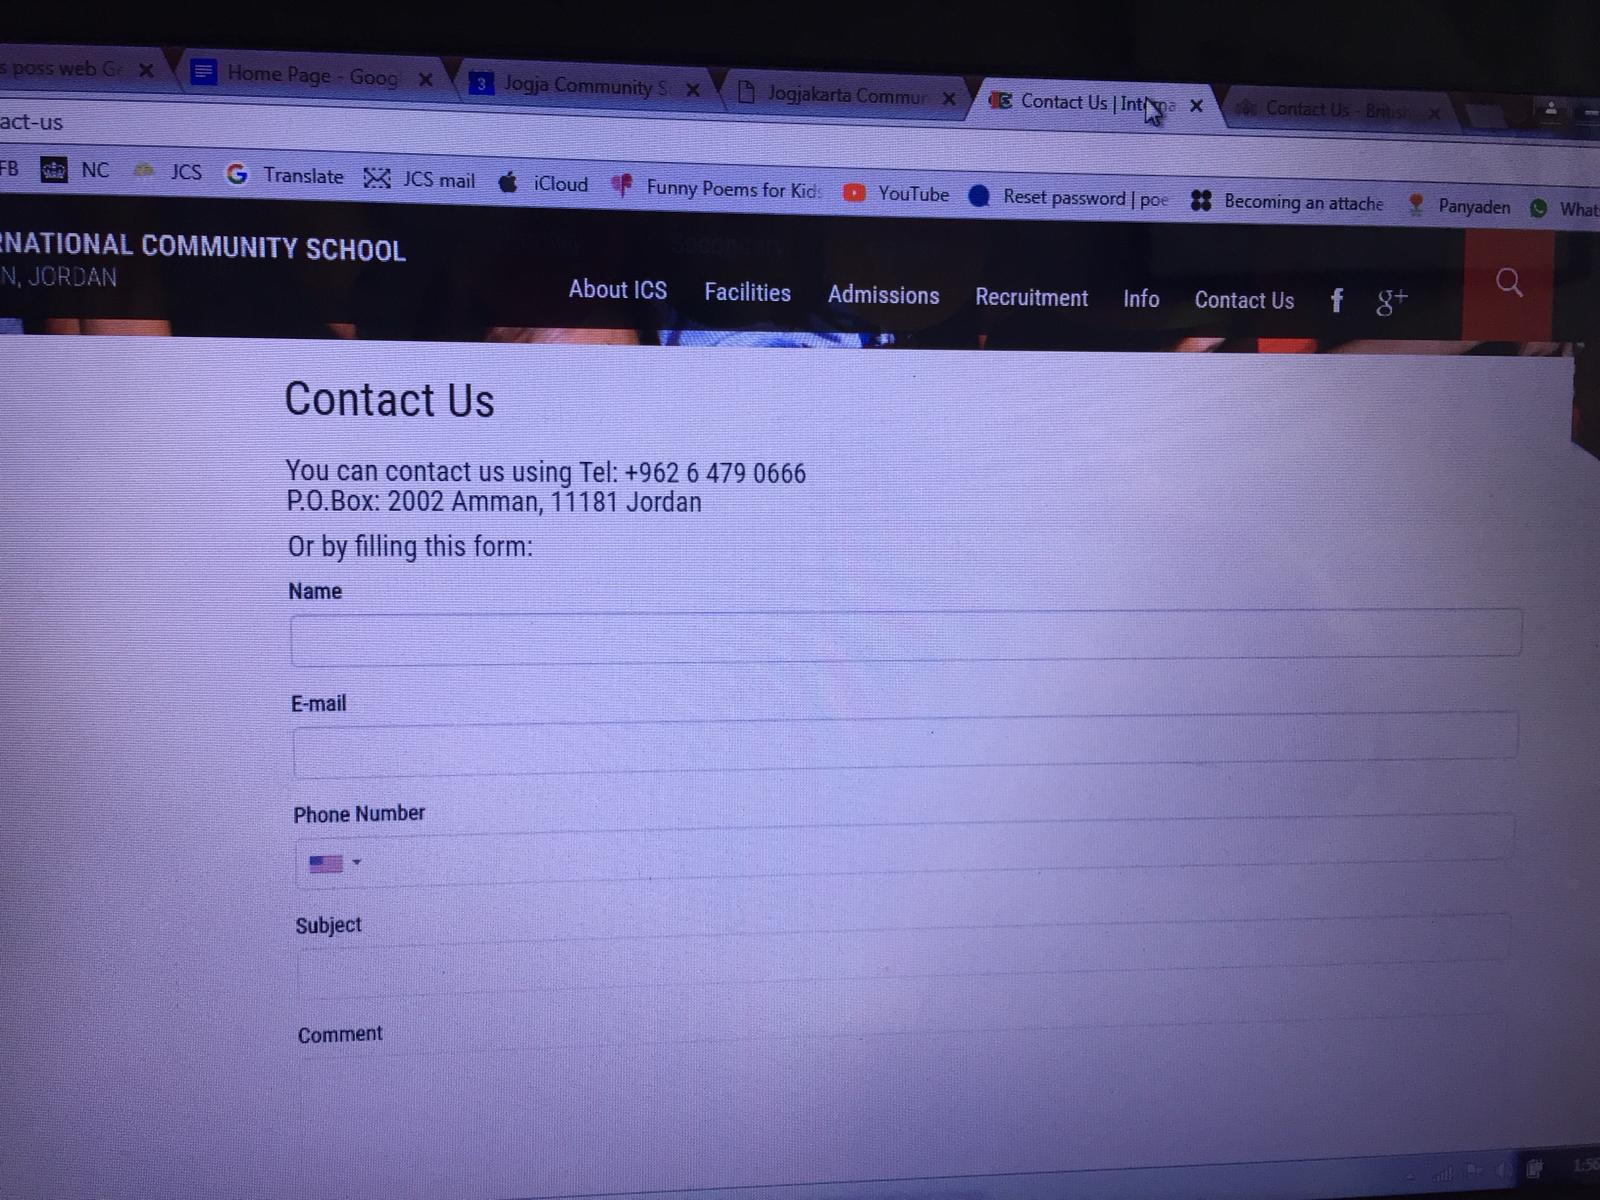 s poss web Ge
Home Page - Goog
3
Jogja Community S
Jogjakarta Commun
Contact Us | Interna
Contact Us - British
act-us
FB
NC
JCS
Translate
JCS mail
iCloud
Funny Poems for Kids
YouTube
Reset password | poe
Becoming an attache
Panyaden
What
RNATIONAL COMMUNITY SCHOOL
N, JORDAN
About ICS
Facilities
Admissions
Recruitment
Info
Contact Us
f
g+
Contact Us
You can contact us using Tel: +962 6 479 0666
P.O.Box: 2002 Amman, 11181 Jordan
Or by filling this form:
Name
E-mail
Phone Number
Subject
Comment
1:56